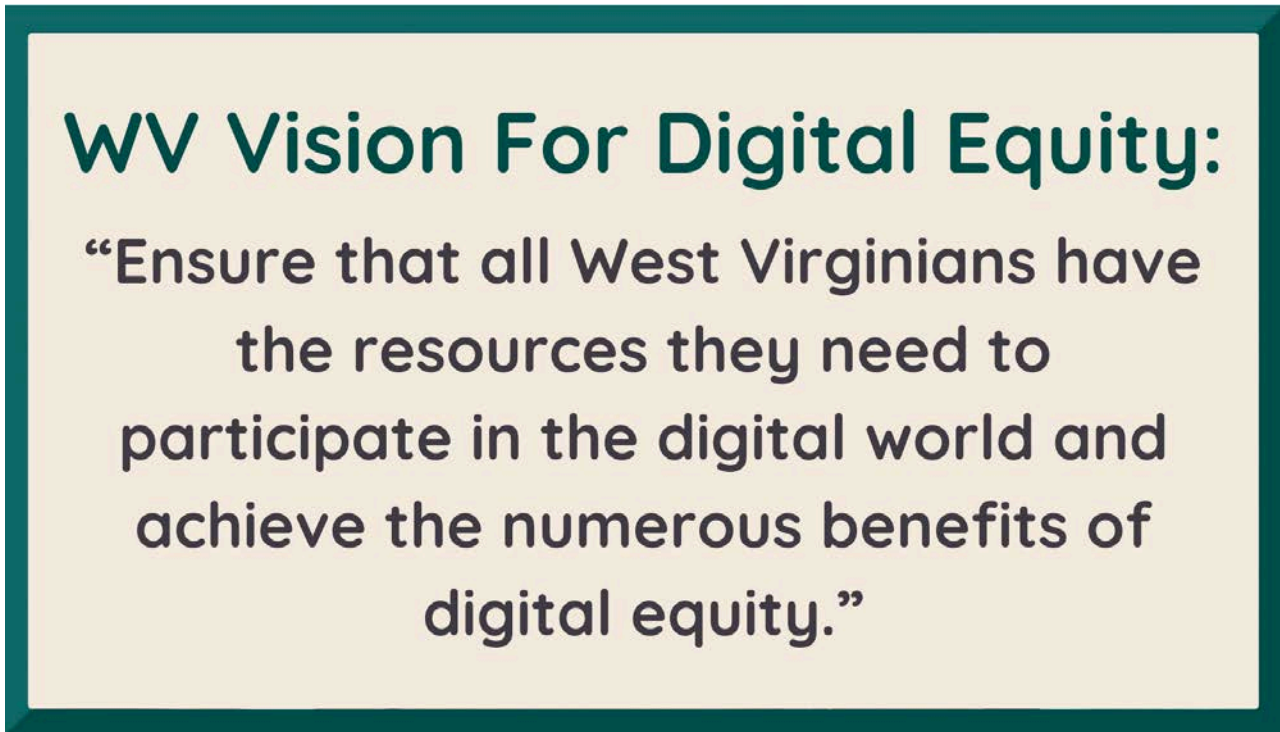 WV Vision For Digital Equity:
“Ensure that all West Virginians have
the resources they need to
participate in the digital world and
achieve the numerous benefits of
digital equity.”